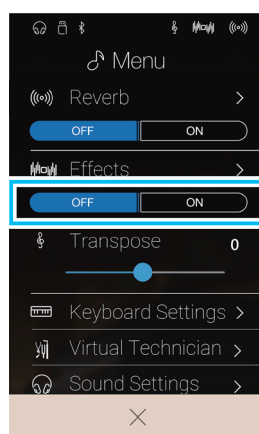 Menu
Reverb
OFF ON
Effects
OFF ON
Transpose 0
Keyboard Settings
Virtual Technician
Sound Settings